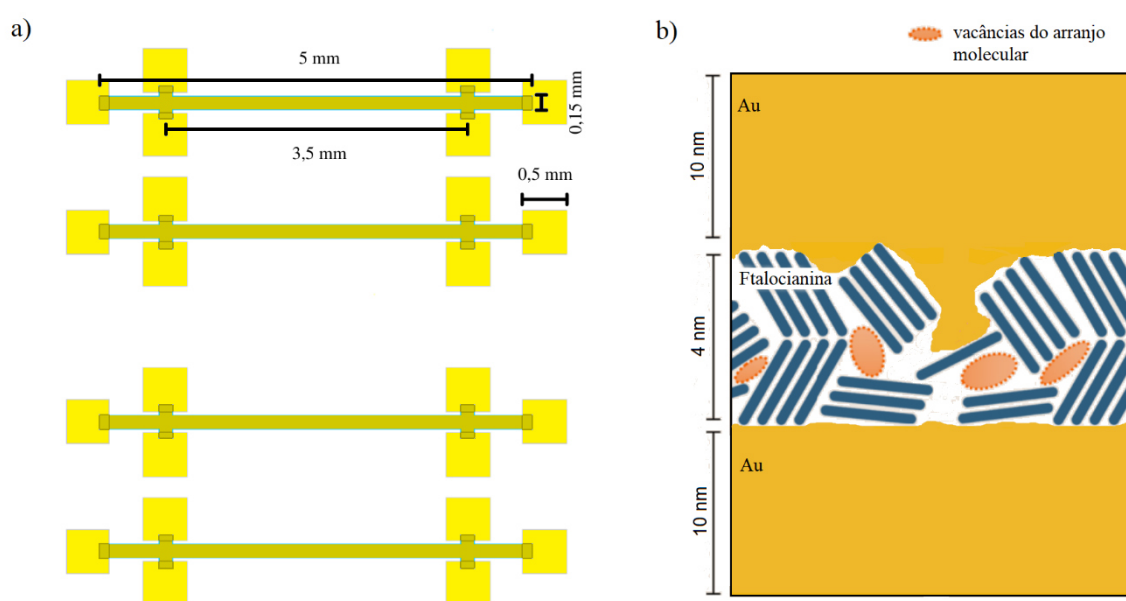 a)
5 mm
0,15 mm
3,5 mm
0,5 mm
b)
vacâncias do arranjo
molecular
Au
10 nm
Ftalocianina
4 nm
Au
10 nm